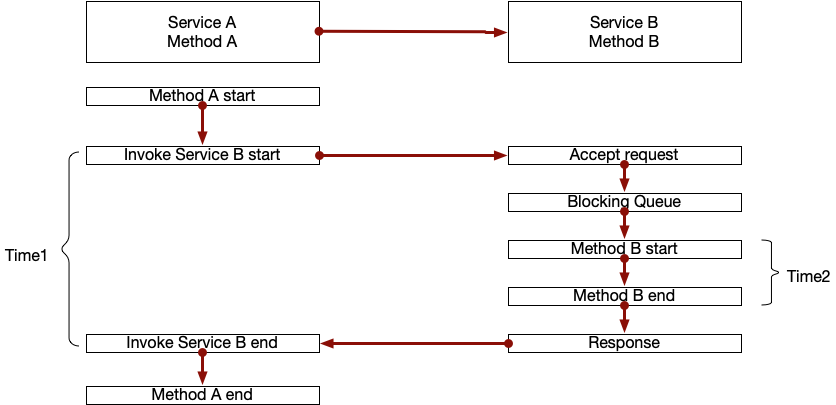 Service A
Method A
Service B
Method B
Method A start
Invoke Service B start
Accept request
Blocking Queue
Time1
Method B start
Time2
Method B end
Invoke Service B end
Response
Method A end